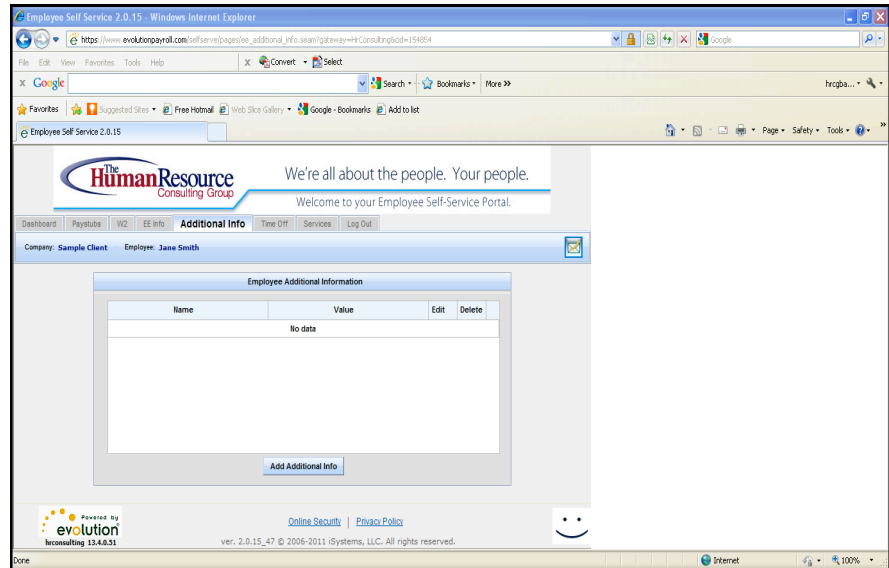 Employee Self Service 2.0.15 - Windows Internet Explorer
https://www.evolutionpayroll.com/selfserve/pages/ee_additional_info.seam?gateway=HrConsulting&cid=154854
Google
File Edit View Favorites Tools Help x Convert Select
x Google Search Bookmarks More »
hrcgba...
Favorites Suggested Sites Free Hotmail Web Slice Gallery Google - Bookmarks Add to list
Employee Self Service 2.0.15
Page Safety Tools »
The Human Resource
Consulting Group
We're all about the people. Your people.
Welcome to your Employee Self-Service Portal.
Dashboard Paystubs W2 EE Info Additional Info Time Off Services Log Out
Company: Sample Client Employee: Jane Smith
Employee Additional Information
Name Value Edit Delete
No data
Add Additional Info
Powered by
evolution
hrconsulting 13.4.0.51
Online Security | Privacy Policy
ver. 2.0.15_47 © 2006-2011 iSystems, LLC. All rights reserved.
Done Internet 100%